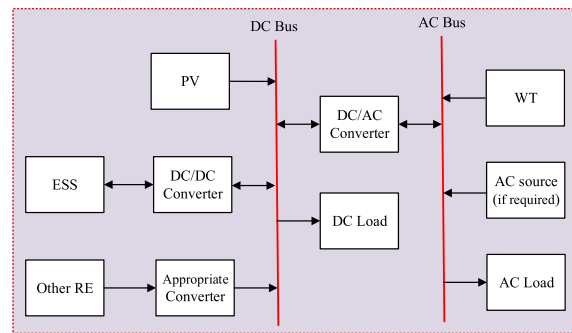 DC Bus
AC Bus
PV
DC/AC
Converter
WT
ESS
DC/DC
Converter
AC source
(if required)
DC Load
Other RE
Appropriate
Converter
AC Load